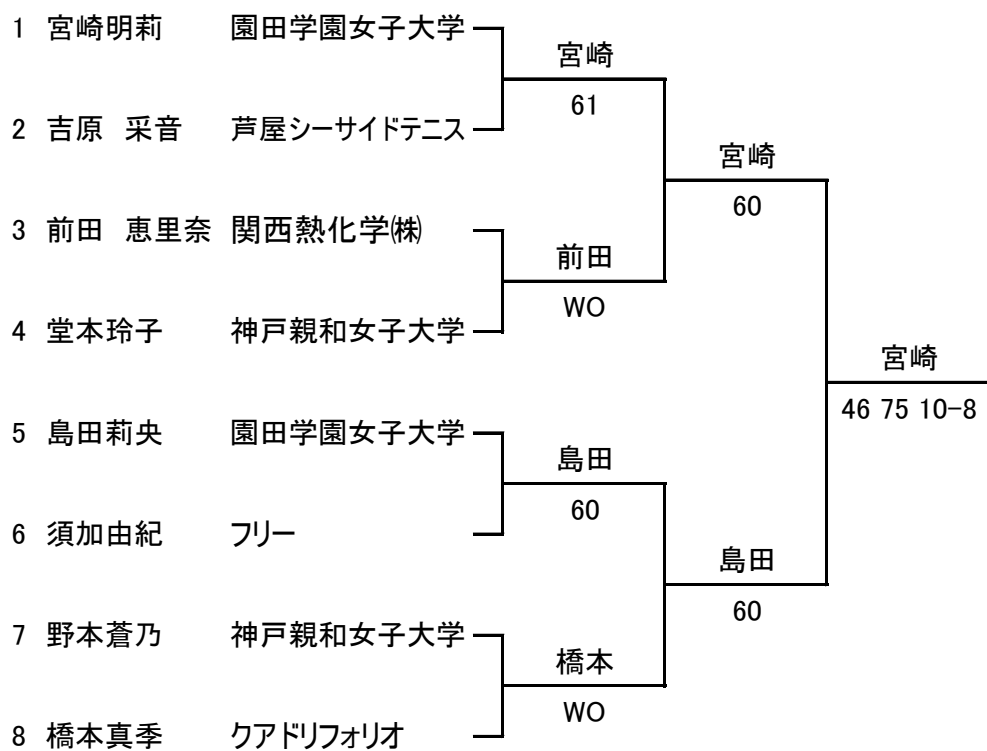 1 宮崎明莉 園田学園女子大学
宮崎
61
2 吉原 采音 芦屋シーサイドテニス
宮崎
60
3 前田 恵里奈 関西熱化学㈱
前田
WO
4 堂本玲子 神戸親和女子大学
宮崎
46 75 10-8
5 島田莉央 園田学園女子大学
島田
60
6 須加由紀 フリー
島田
60
7 野本蒼乃 神戸親和女子大学
橋本
WO
8 橋本真季 クアドリフォリオ